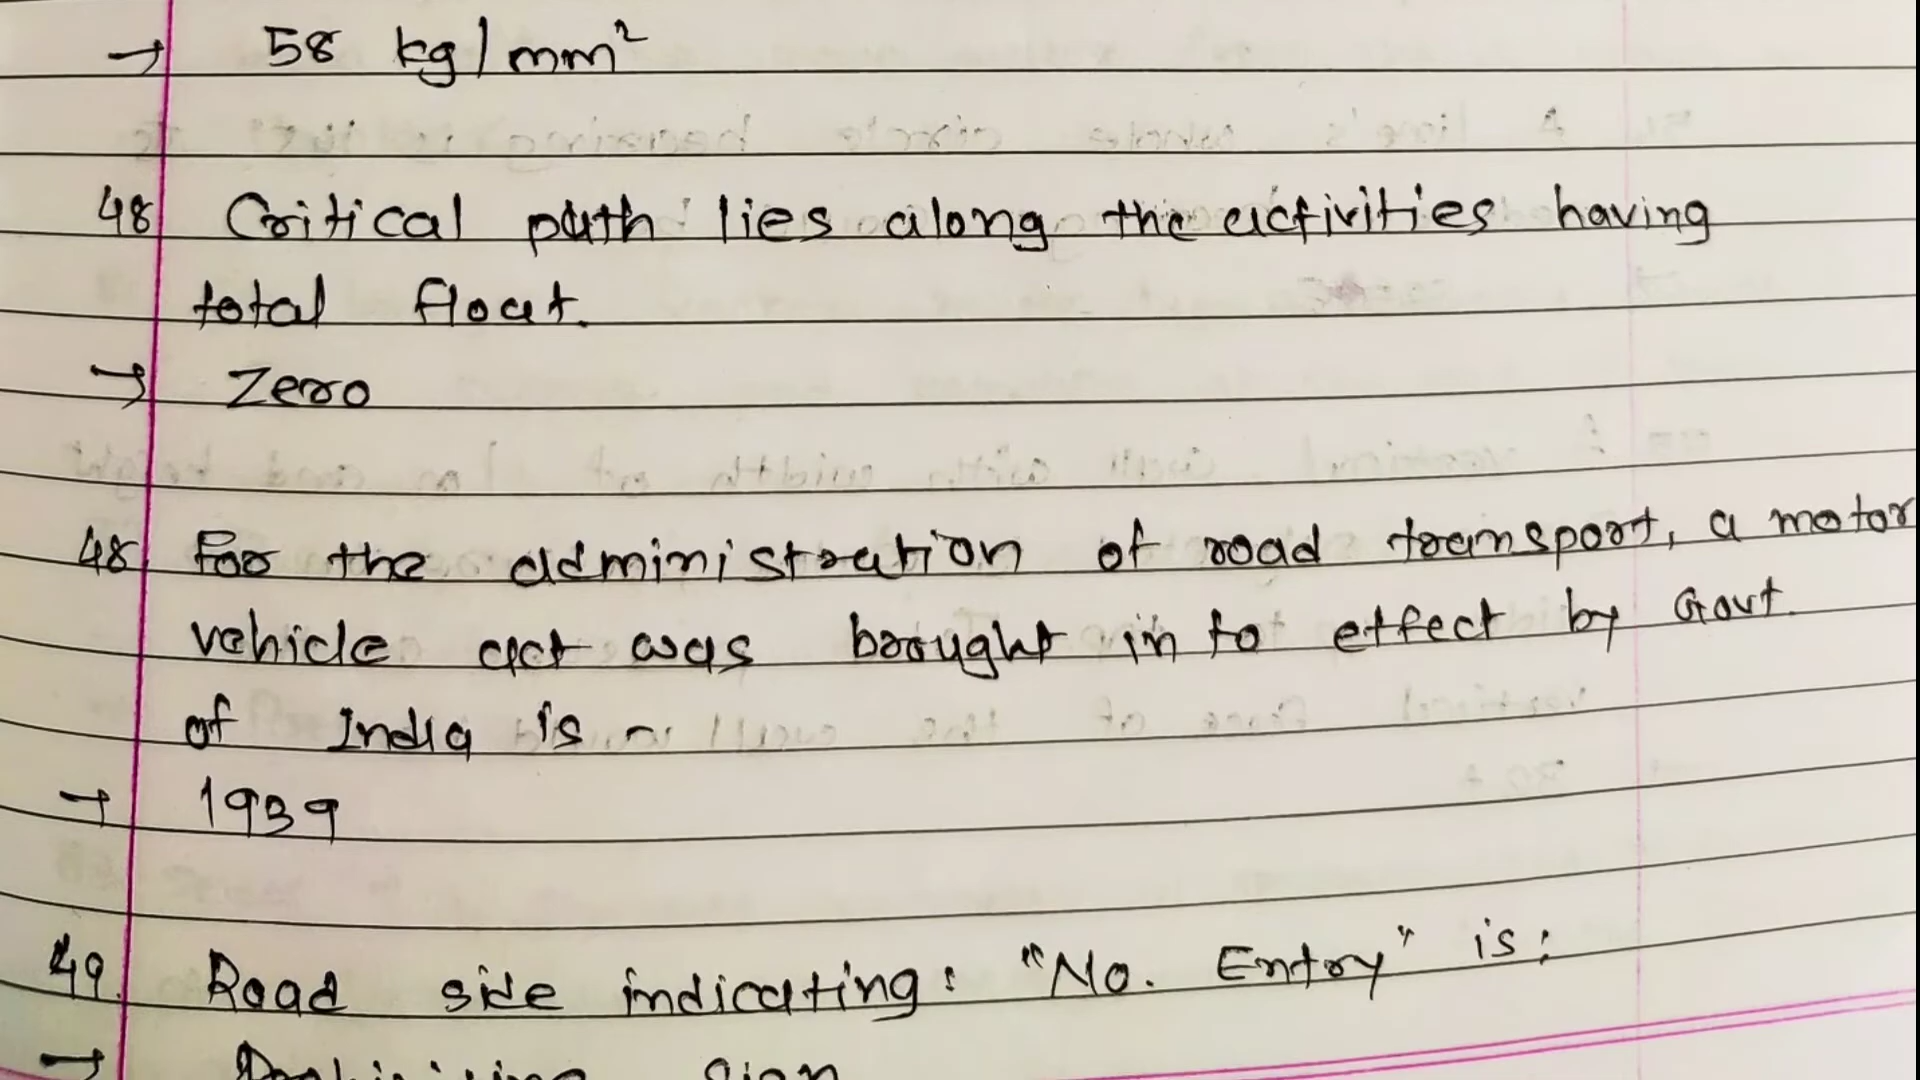 → 58 kg/mm²
48 Critical path lies along the activities having
total float.
→ Zero
48. For the administration of road transport, a motor
vehicle act was brought in to effect by Govt.
of India is -
→ 1939
49. Road side indicating: "No. Entry" is:
→ sign